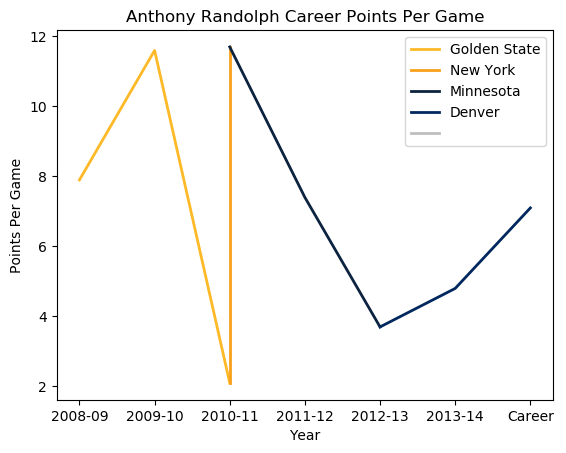 Anthony Randolph Career Points Per Game
Golden State
New York
Minnesota
Denver
Points Per Game
12
10
8
6
4
2
2008-09 2009-10 2010-11 2011-12 2012-13 2013-14 Career
Year